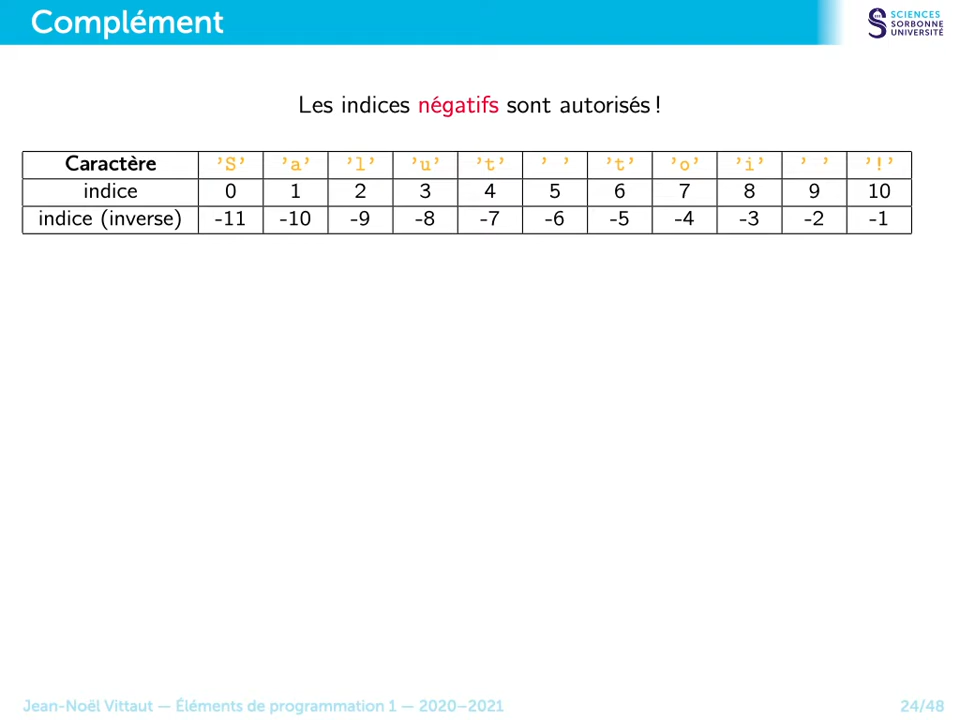 Complément
SCIENCES
SORBONNE
UNIVERSITÉ
Les indices négatifs sont autorisés !
Caractère 'S' 'a' 'l' 'u' 't' ' ' 't' 'o' 'i' ' ' '!'
indice 0 1 2 3 4 5 6 7 8 9 10
indice (inverse) -11 -10 -9 -8 -7 -6 -5 -4 -3 -2 -1
Jean-Noël Vittaut — Éléments de programmation 1 — 2020–2021 24/48